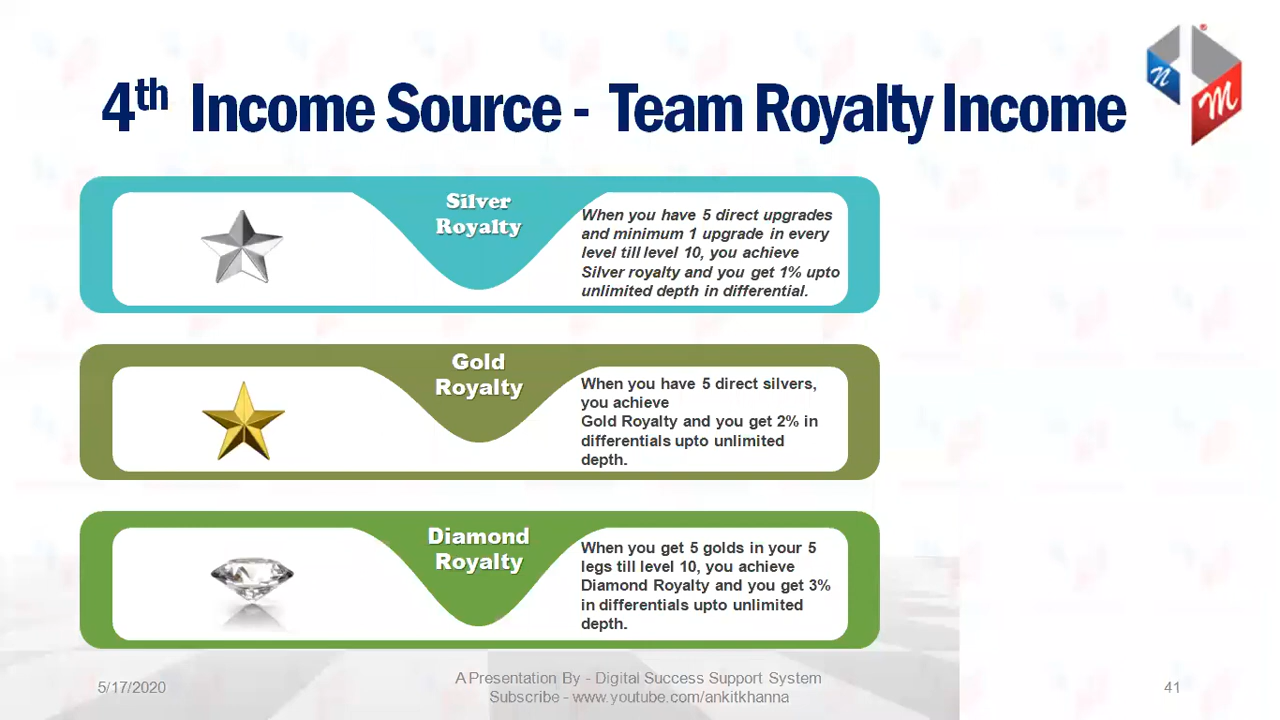 4th Income Source - Team Royalty Income
n
m
Silver
Royalty
When you have 5 direct upgrades
and minimum 1 upgrade in every
level till level 10, you achieve
Silver royalty and you get 1% upto
unlimited depth in differential.
Gold
Royalty
When you have 5 direct silvers,
you achieve
Gold Royalty and you get 2% in
differentials upto unlimited
depth.
Diamond
Royalty
When you get 5 golds in your 5
legs till level 10, you achieve
Diamond Royalty and you get 3%
in differentials upto unlimited
depth.
5/17/2020
A Presentation By - Digital Success Support System
Subscribe - www.youtube.com/ankitkhanna
41